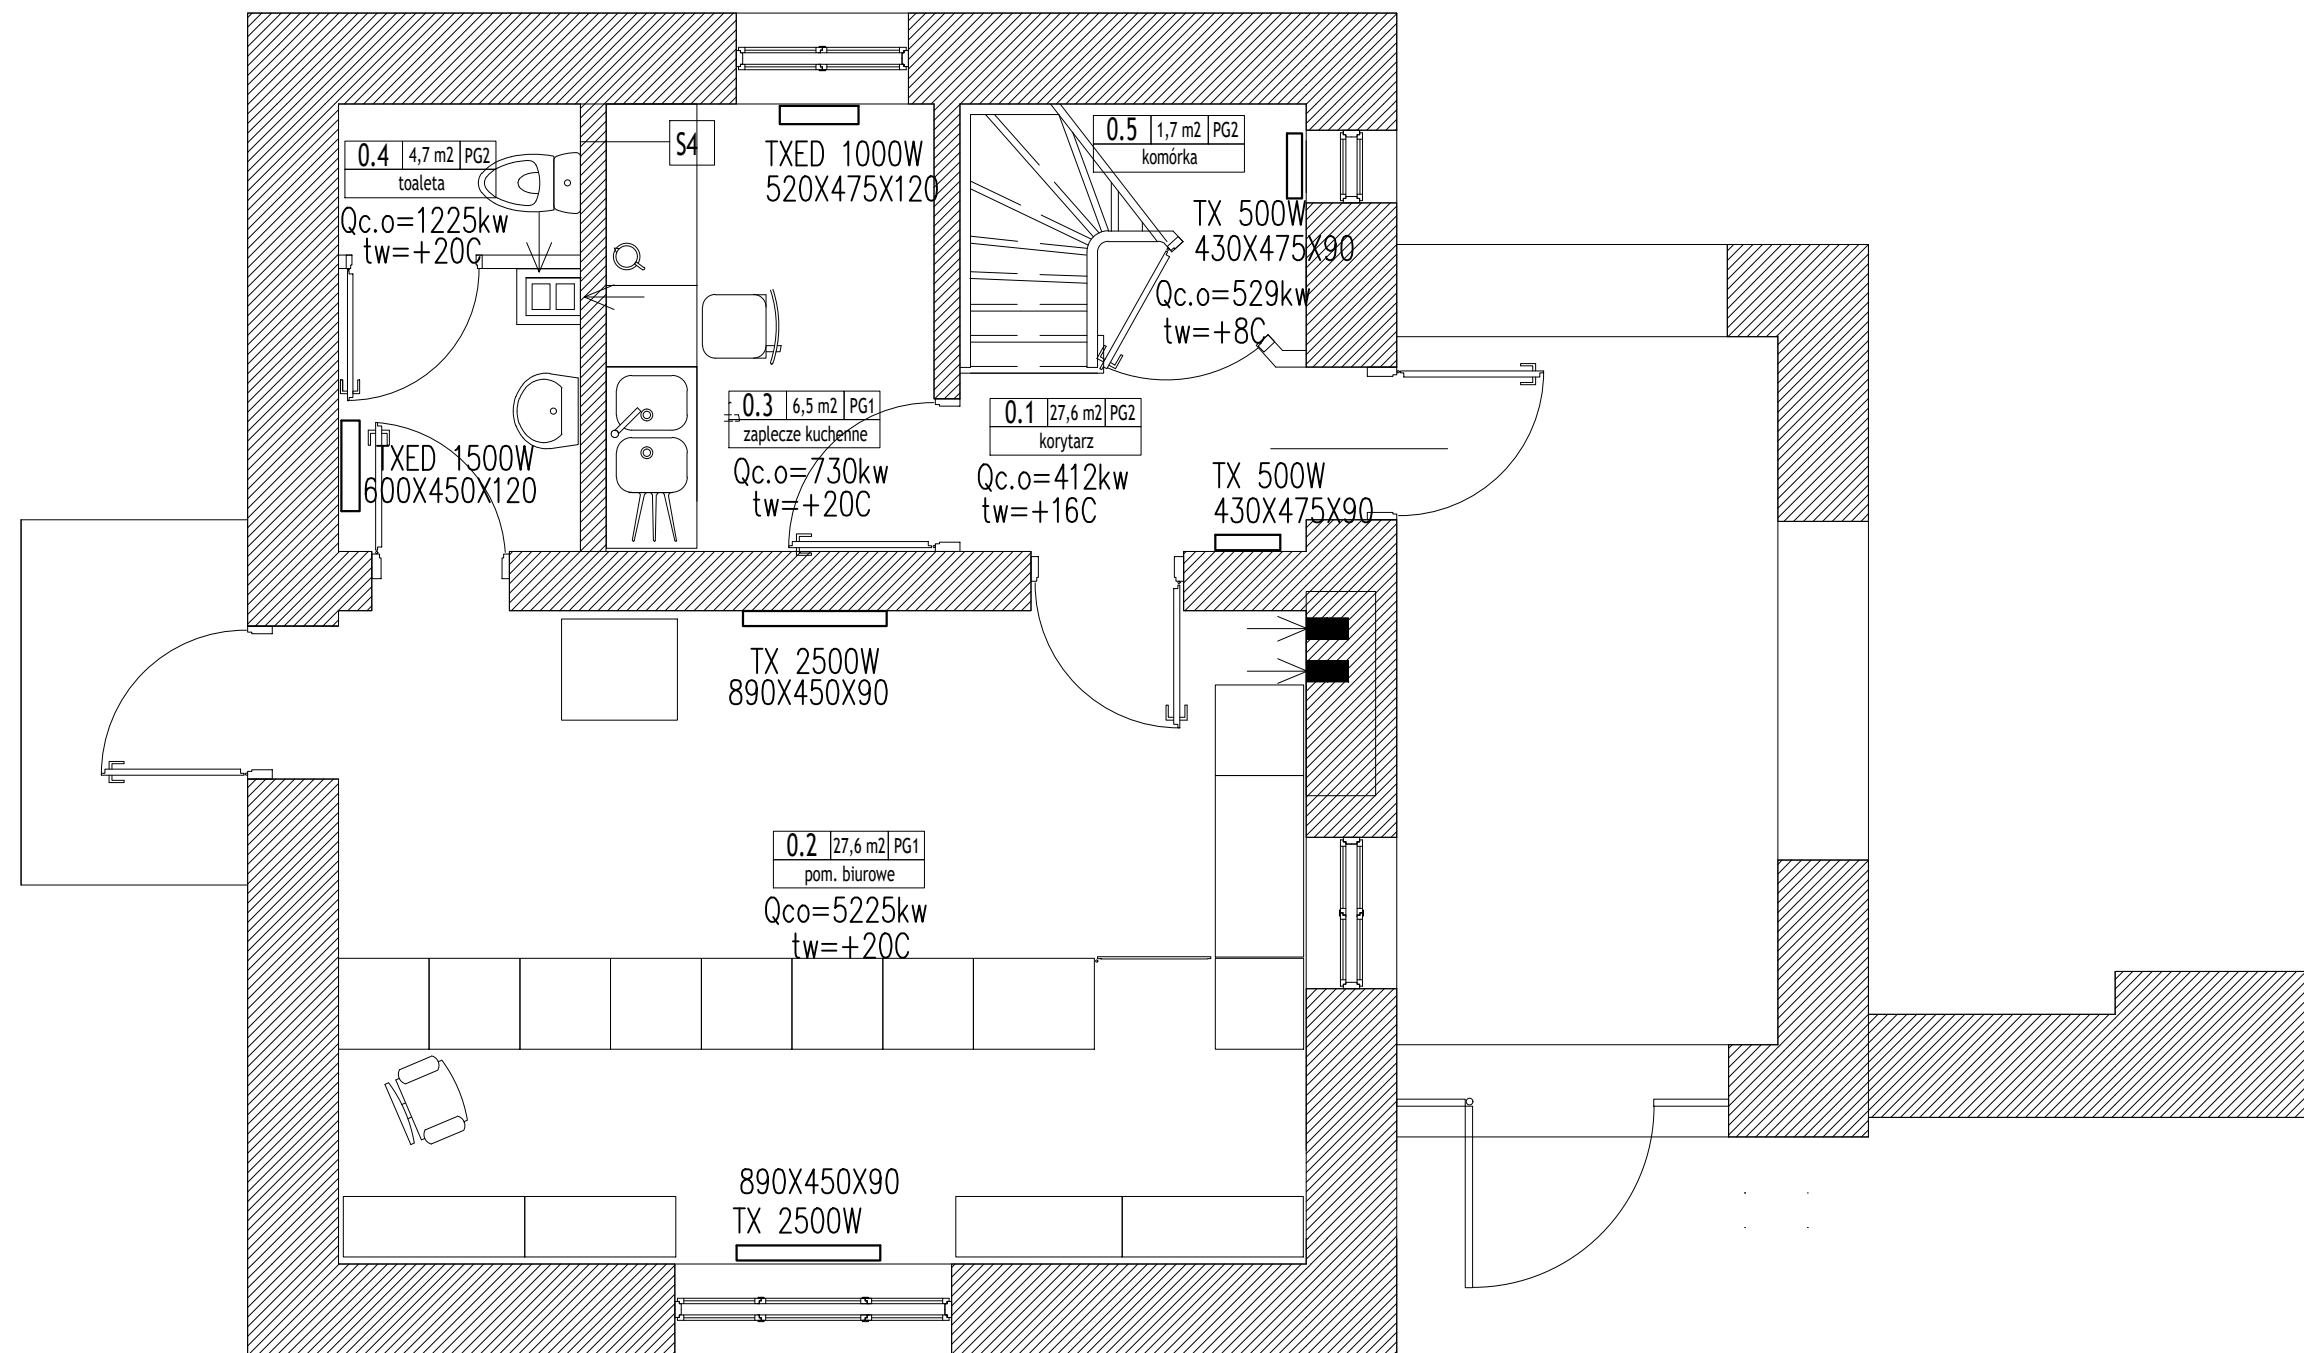 0.4 4,7 m2 PG2
toaleta
Qc.o=1225kw
tw=+20C
S4
TXED 1000W
520X475X120
0.5 1,7 m2 PG2
komórka
TX 500W
430X475X90
Qc.o=529kw
tw=+8C
TXED 1500W
600X450X120
0.3 6,5 m2 PG1
zaplecze kuchenne
Qc.o=730kw
tw=+20C
0.1 27,6 m2 PG2
korytarz
Qc.o=412kw
tw=+16C
TX 500W
430X475X90
TX 2500W
890X450X90
0.2 27,6 m2 PG1
pom. biurowe
Qco=5225kw
tw=+20C
890X450X90
TX 2500W